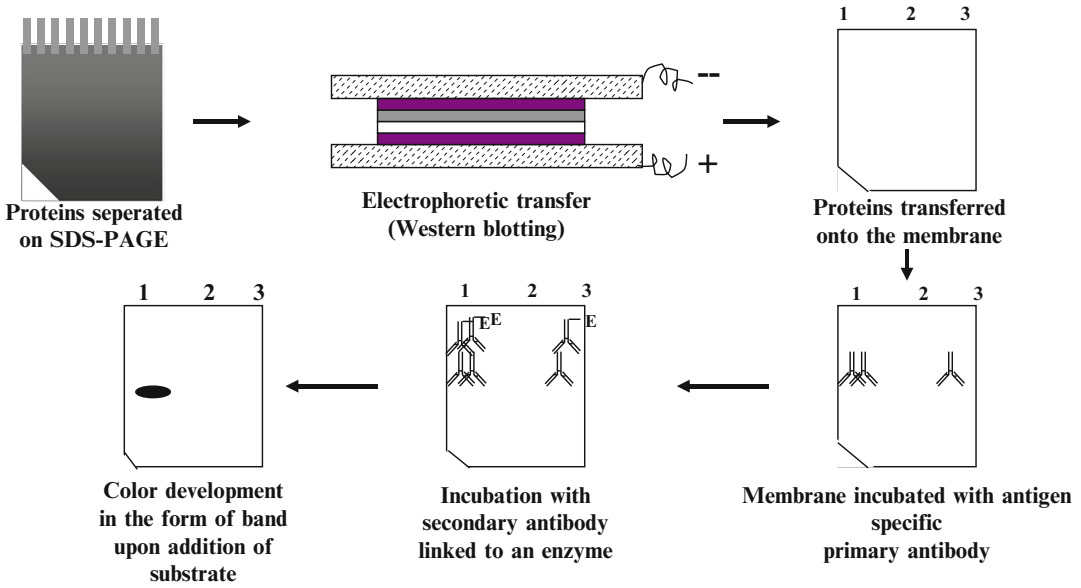 Proteins seperated
on SDS-PAGE
--
+
Electrophoretic transfer
(Western blotting)
1 2 3
Proteins transferred
onto the membrane
1 2 3
Membrane incubated with antigen
specific
primary antibody
1 2 3
E E E
Incubation with
secondary antibody
linked to an enzyme
1 2 3
Color development
in the form of band
upon addition of
substrate